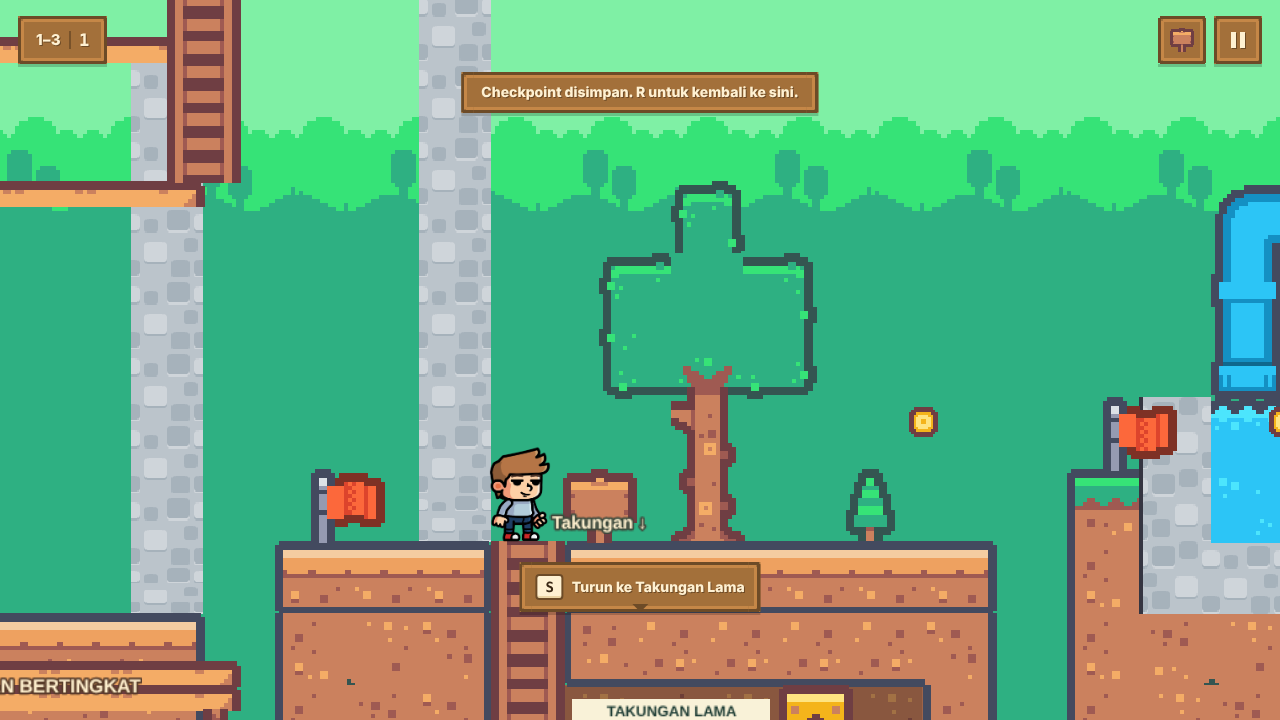 1–3 | 1
Checkpoint disimpan. R untuk kembali ke sini.
Takungan ↓
S Turun ke Takungan Lama
N BERTINGKAT
TAKUNGAN LAMA